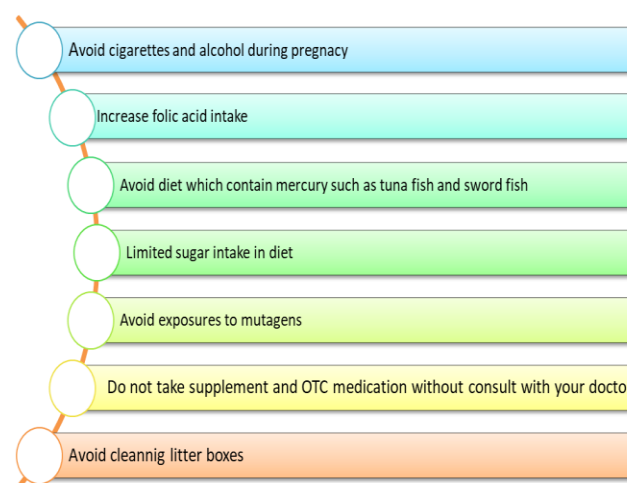 Avoid cigarettes and alcohol during pregnacy
Increase folic acid intake
Avoid diet which contain mercury such as tuna fish and sword fish
Limited sugar intake in diet
Avoid exposures to mutagens
Do not take supplement and OTC medication without consult with your docto
Avoid cleannig litter boxes